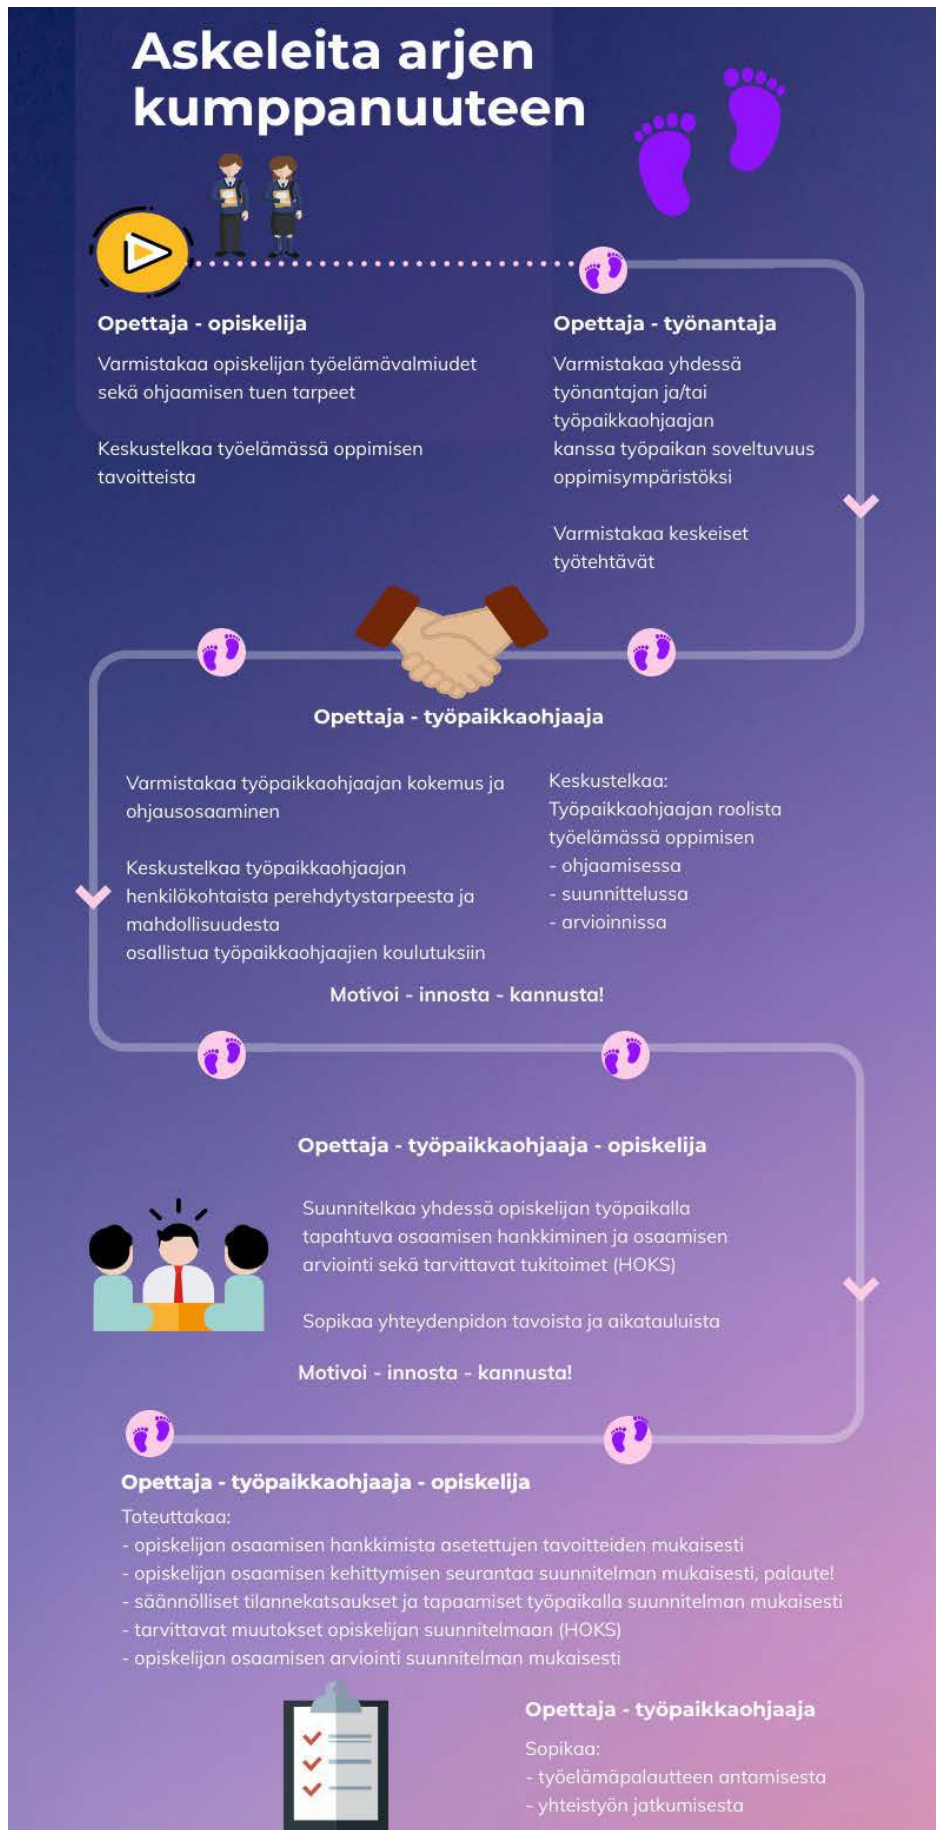 Askeleita arjen
kumppanuuteen
Opettaja - opiskelija
Varmistakaa opiskelijan työelämävalmiudet
sekä ohjaamisen tuen tarpeet
Keskustelkaa työelämässä oppimisen
tavoitteista
Opettaja - työnantaja
Varmistakaa yhdessä
työnantajan ja/tai
työpaikkaohjaajan
kanssa työpaikan soveltuvuus
oppimisympäristöksi
Varmistakaa keskeiset
työtehtävät
Opettaja - työpaikkaohjaaja
Varmistakaa työpaikkaohjaajan kokemus ja
ohjausosaaminen
Keskustelkaa työpaikkaohjaajan
henkilökohtaista perehdytystarpeesta ja
mahdollisuudesta
osallistua työpaikkaohjaajien koulutuksiin
Keskustelkaa:
Työpaikkaohjaajan roolista
työelämässä oppimisen
- ohjaamisessa
- suunnittelussa
- arvioinnissa
Motivoi - innosta - kannusta!
Opettaja - työpaikkaohjaaja - opiskelija
Suunnitelkaa yhdessä opiskelijan työpaikalla
tapahtuva osaamisen hankkiminen ja osaamisen
arviointi sekä tarvittavat tukitoimet (HOKS)
Sopikaa yhteydenpidon tavoista ja aikatauluista
Motivoi - innosta - kannusta!
Opettaja - työpaikkaohjaaja - opiskelija
Toteuttakaa:
- opiskelijan osaamisen hankkimista asetettujen tavoitteiden mukaisesti
- opiskelijan osaamisen kehittymisen seurantaa suunnitelman mukaisesti, palaute!
- säännölliset tilannekatsaukset ja tapaamiset työpaikalla suunnitelman mukaisesti
- tarvittavat muutokset opiskelijan suunnitelmaan (HOKS)
- opiskelijan osaamisen arviointi suunnitelman mukaisesti
Opettaja - työpaikkaohjaaja
Sopikaa:
- työelämäpalautteen antamisesta
- yhteistyön jatkumisesta